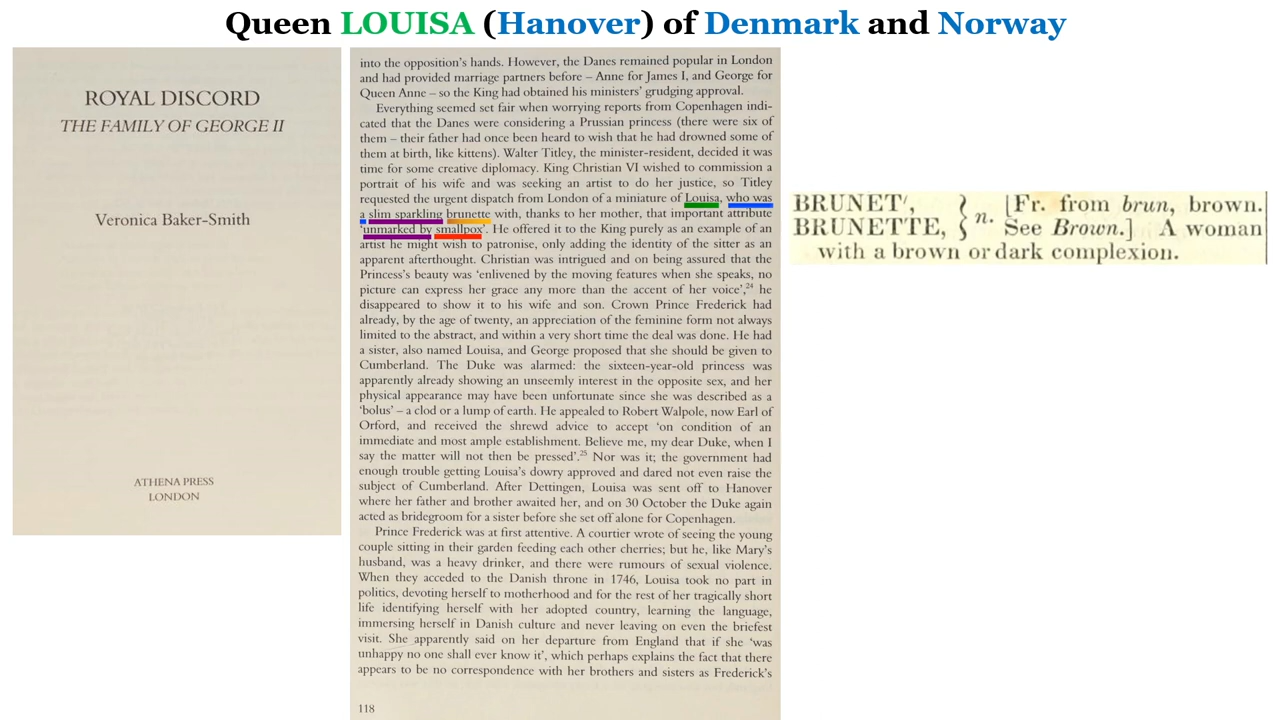 Queen LOUISA (Hanover) of Denmark and Norway
ROYAL DISCORD
THE FAMILY OF GEORGE II
Veronica Baker-Smith
ATHENA PRESS
LONDON
into the opposition's hands. However, the Danes remained popular in London
and had provided marriage partners before – Anne for James I, and George for
Queen Anne – so the King had obtained his ministers' grudging approval.
Everything seemed set fair when worrying reports from Copenhagen indi-
cated that the Danes were considering a Prussian princess (there were six of
them – their father had once been heard to wish that he had drowned some of
them at birth, like kittens). Walter Titley, the minister-resident, decided it was
time for some creative diplomacy. King Christian VI wished to commission a
portrait of his wife and was seeking an artist to do her justice, so Titley
requested the urgent dispatch from London of a miniature of Louisa, who was
a slim sparkling brunette with, thanks to her mother, that important attribute
'unmarked by smallpox'. He offered it to the King purely as an example of an
artist he might wish to patronise, only adding the identity of the sitter as an
apparent afterthought. Christian was intrigued and on being assured that the
Princess's beauty was 'enlivened by the moving features when she speaks, no
picture can express her grace any more than the accent of her voice',24 he
disappeared to show it to his wife and son. Crown Prince Frederick had
already, by the age of twenty, an appreciation of the feminine form not always
limited to the abstract, and within a very short time the deal was done. He had
a sister, also named Louisa, and George proposed that she should be given to
Cumberland. The Duke was alarmed: the sixteen-year-old princess was
apparently already showing an unseemly interest in the opposite sex, and her
physical appearance may have been unfortunate since she was described as a
'bolus' – a clod or a lump of earth. He appealed to Robert Walpole, now Earl of
Orford, and received the shrewd advice to accept 'on condition of an
immediate and most ample establishment. Believe me, my dear Duke, when I
say the matter will not then be pressed'.25 Nor was it; the government had
enough trouble getting Louisa's dowry approved and dared not even raise the
subject of Cumberland. After Dettingen, Louisa was sent off to Hanover
where her father and brother awaited her, and on 30 October the Duke again
acted as bridegroom for a sister before she set off alone for Copenhagen.
Prince Frederick was at first attentive. A courtier wrote of seeing the young
couple sitting in their garden feeding each other cherries; but he, like Mary's
husband, was a heavy drinker, and there were rumours of sexual violence.
When they acceded to the Danish throne in 1746, Louisa took no part in
politics, devoting herself to motherhood and for the rest of her tragically short
life identifying herself with her adopted country, learning the language,
immersing herself in Danish culture and never leaving on even the briefest
visit. She apparently said on her departure from England that if she 'was
unhappy no one shall ever know it', which perhaps explains the fact that there
appears to be no correspondence with her brothers and sisters as Frederick's
118
BRUNET', } n. [Fr. from brun, brown.
BRUNETTE, See Brown.] A woman
with a brown or dark complexion.